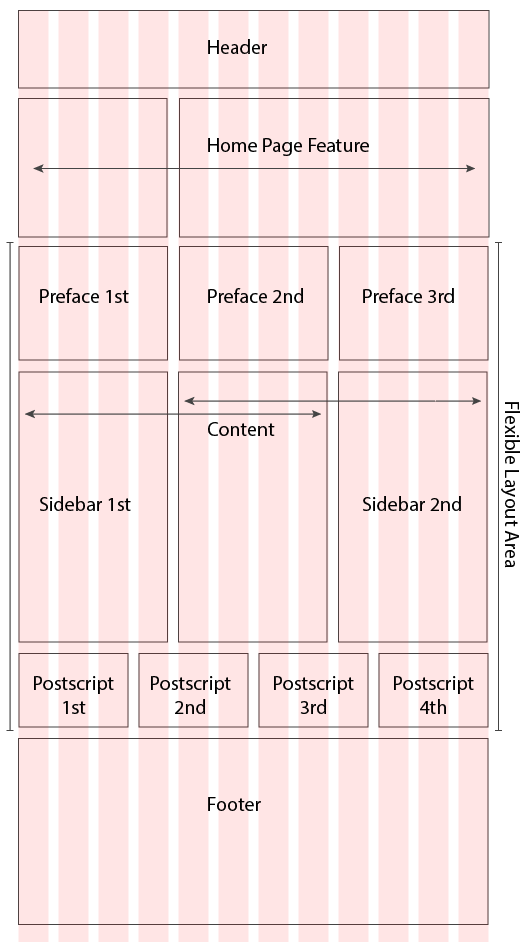 Header
Home Page Feature
Preface 1st
Preface 2nd
Preface 3rd
Content
Sidebar 1st
Sidebar 2nd
Flexible Layout Area
Postscript
1st
Postscript
2nd
Postscript
3rd
Postscript
4th
Footer